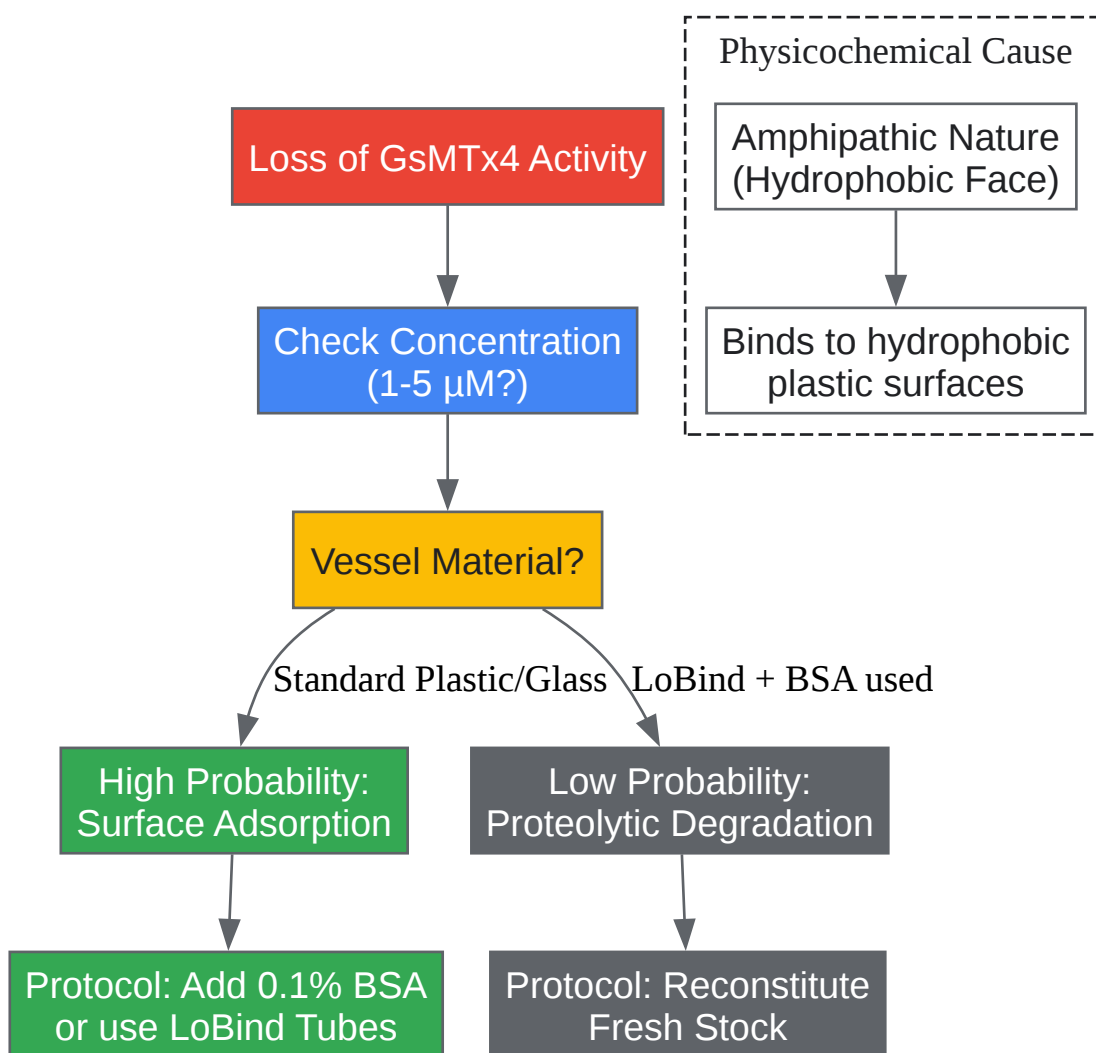 Physicochemical Cause
Loss of GsMTx4 Activity
Amphipathic Nature
(Hydrophobic Face)
Check Concentration
(1-5 µM?)
Binds to hydrophobic
plastic surfaces
Vessel Material?
Standard Plastic/Glass
LoBind + BSA used
High Probability:
Surface Adsorption
Low Probability:
Proteolytic Degradation
Protocol: Add 0.1% BSA
or use LoBind Tubes
Protocol: Reconstitute
Fresh Stock